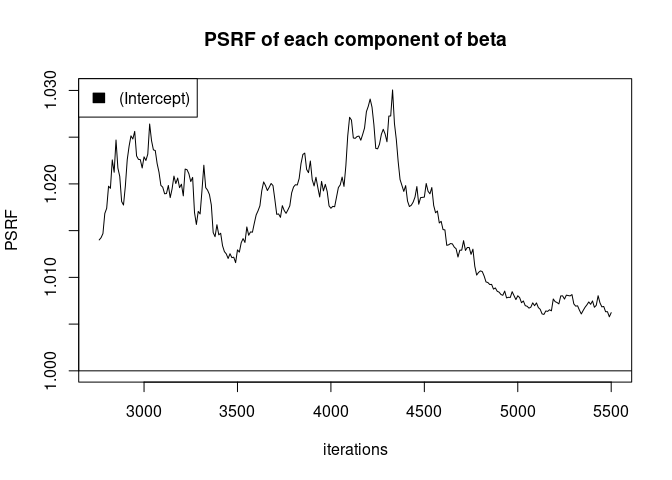 PSRF of each component of beta
(Intercept)
PSRF
1.030
1.020
1.010
1.000
3000 3500 4000 4500 5000 5500
iterations